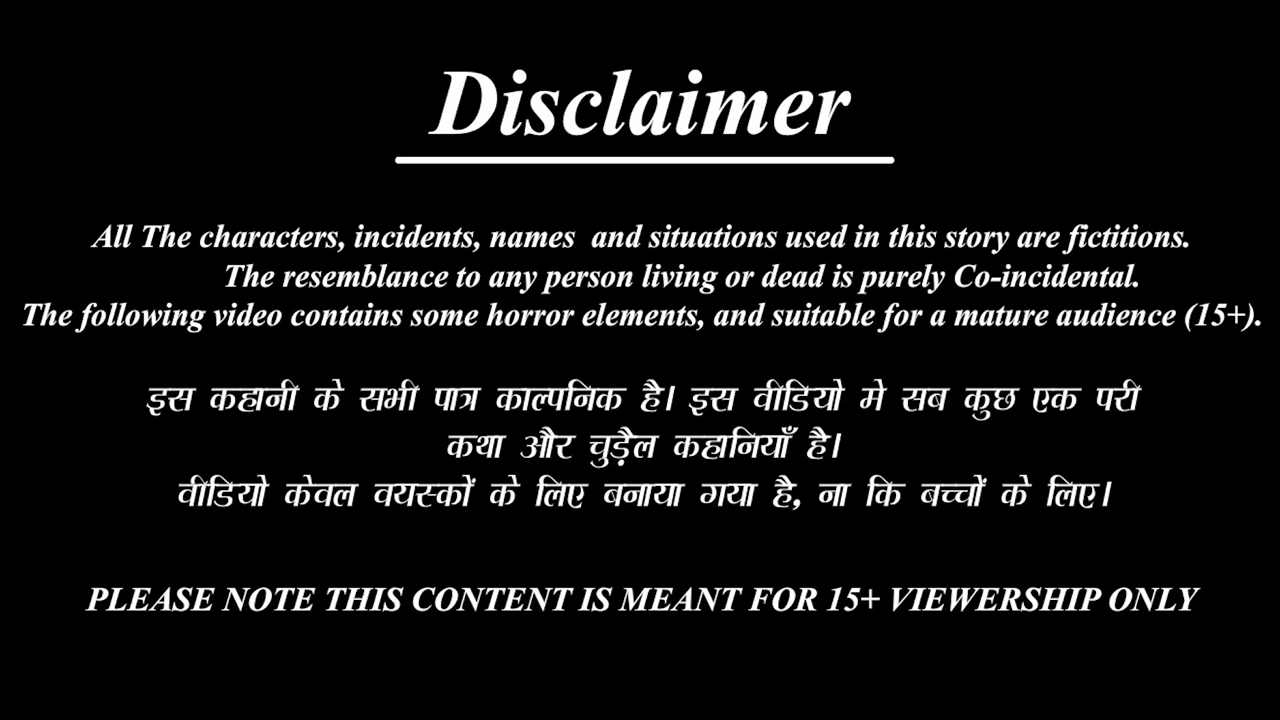 Disclaimer
All The characters, incidents, names and situations used in this story are fictitions.
The resemblance to any person living or dead is purely Co-incidental.
The following video contains some horror elements, and suitable for a mature audience (15+).
इस कहानी के सभी पात्र काल्पनिक है। इस वीडियो मे सब कुछ एक परी
कथा और चुड़ैल कहानियाँ है।
वीडियो केवल वयस्कों के लिए बनाया गया है, ना कि बच्चों के लिए।
PLEASE NOTE THIS CONTENT IS MEANT FOR 15+ VIEWERSHIP ONLY